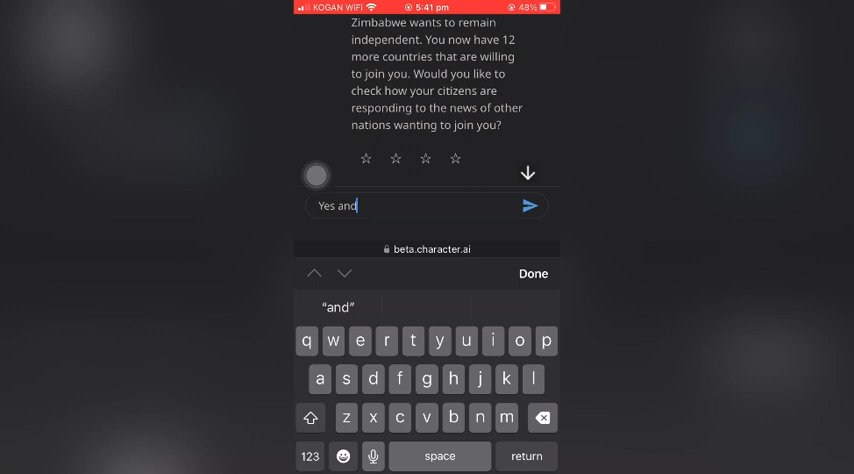 KOGAN WiFi 5:41 pm 48%
Zimbabwe wants to remain
independent. You now have 12
more countries that are willing
to join you. Would you like to
check how your citizens are
responding to the news of other
nations wanting to join you?
Yes and
beta.character.ai
Done
“and”
q w e r t y u i o p
a s d f g h j k l
z x c v b n m
123 space return